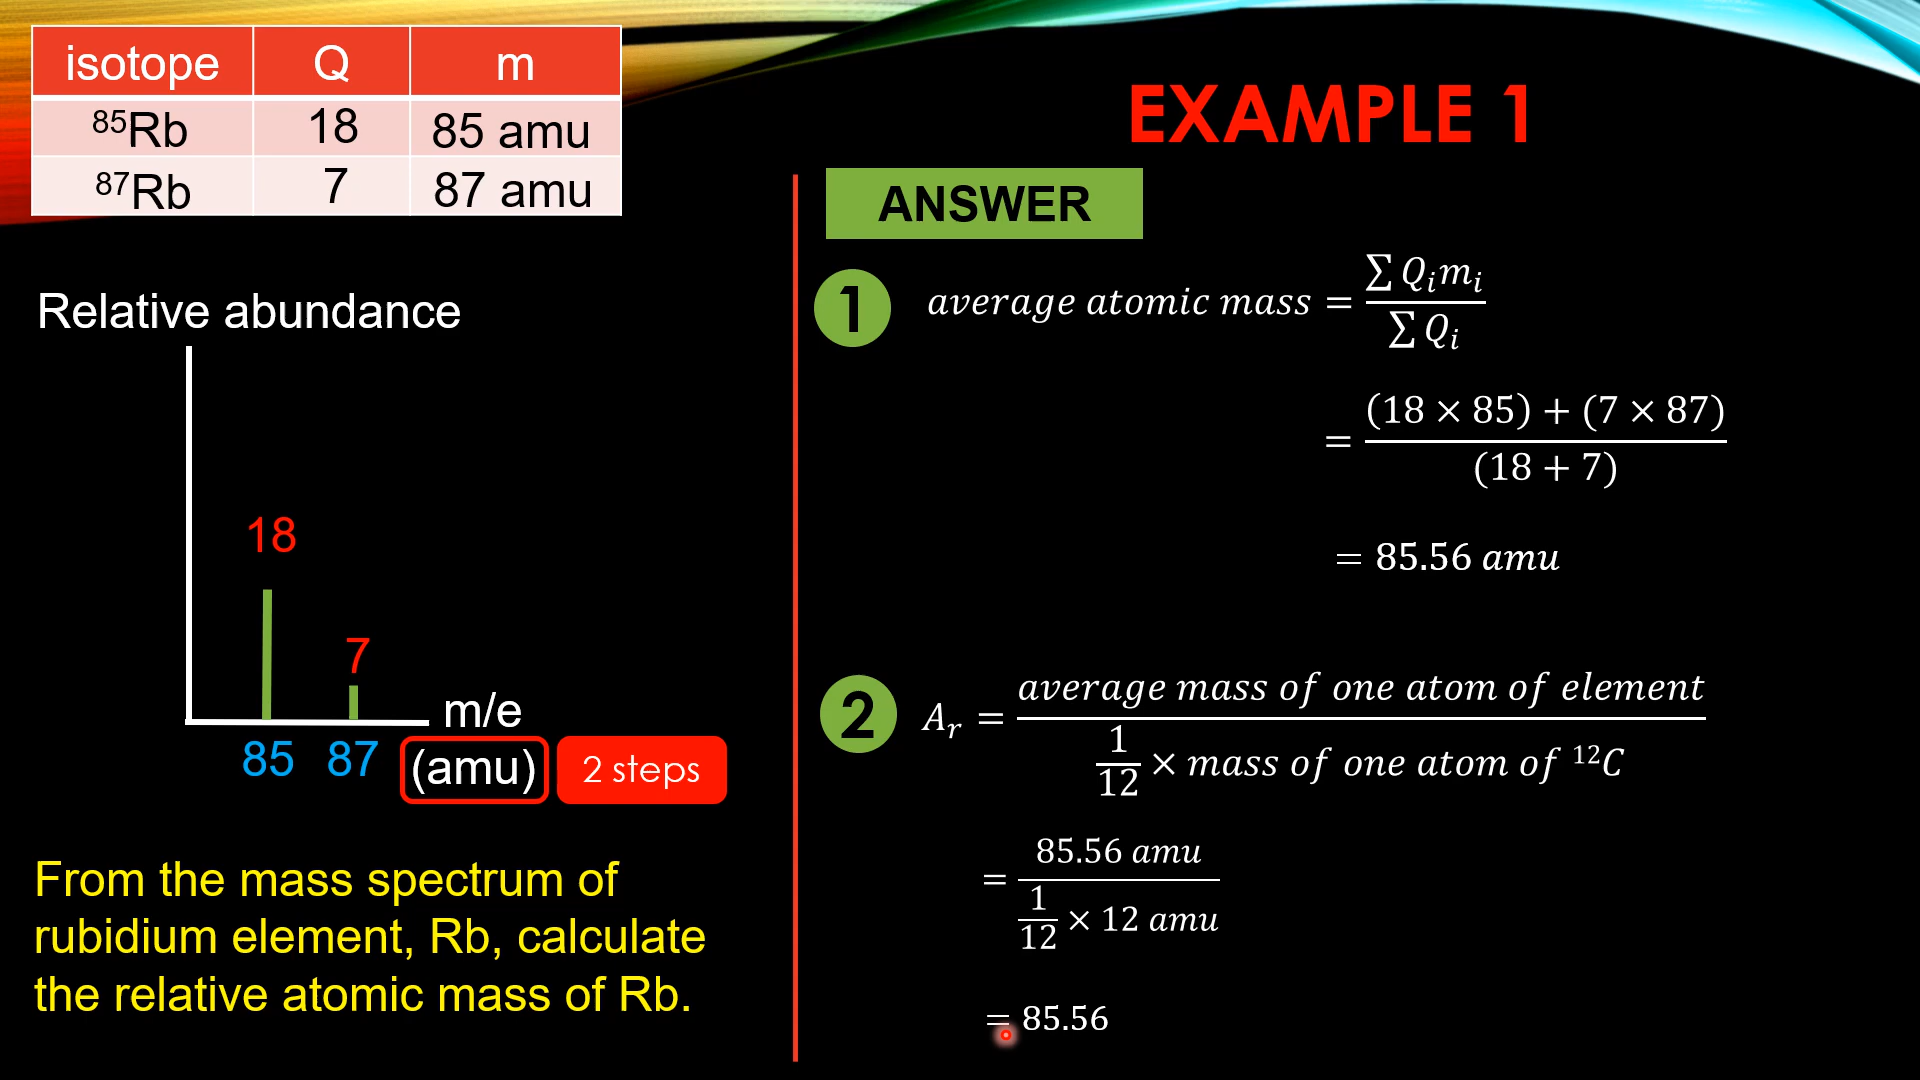 isotope Q m
⁸⁵Rb 18 85 amu
⁸⁷Rb 7 87 amu
Relative abundance
18
7
m/e
85 87 (amu) 2 steps
From the mass spectrum of
rubidium element, Rb, calculate
the relative atomic mass of Rb.
EXAMPLE 1
ANSWER
1 average atomic mass = ∑ Qᵢmᵢ / ∑ Qᵢ
= (18 × 85) + (7 × 87) / (18 + 7)
= 85.56 amu
2 Aᵣ = average mass of one atom of element / 1/12 × mass of one atom of ¹²C
= 85.56 amu / 1/12 × 12 amu
= 85.56